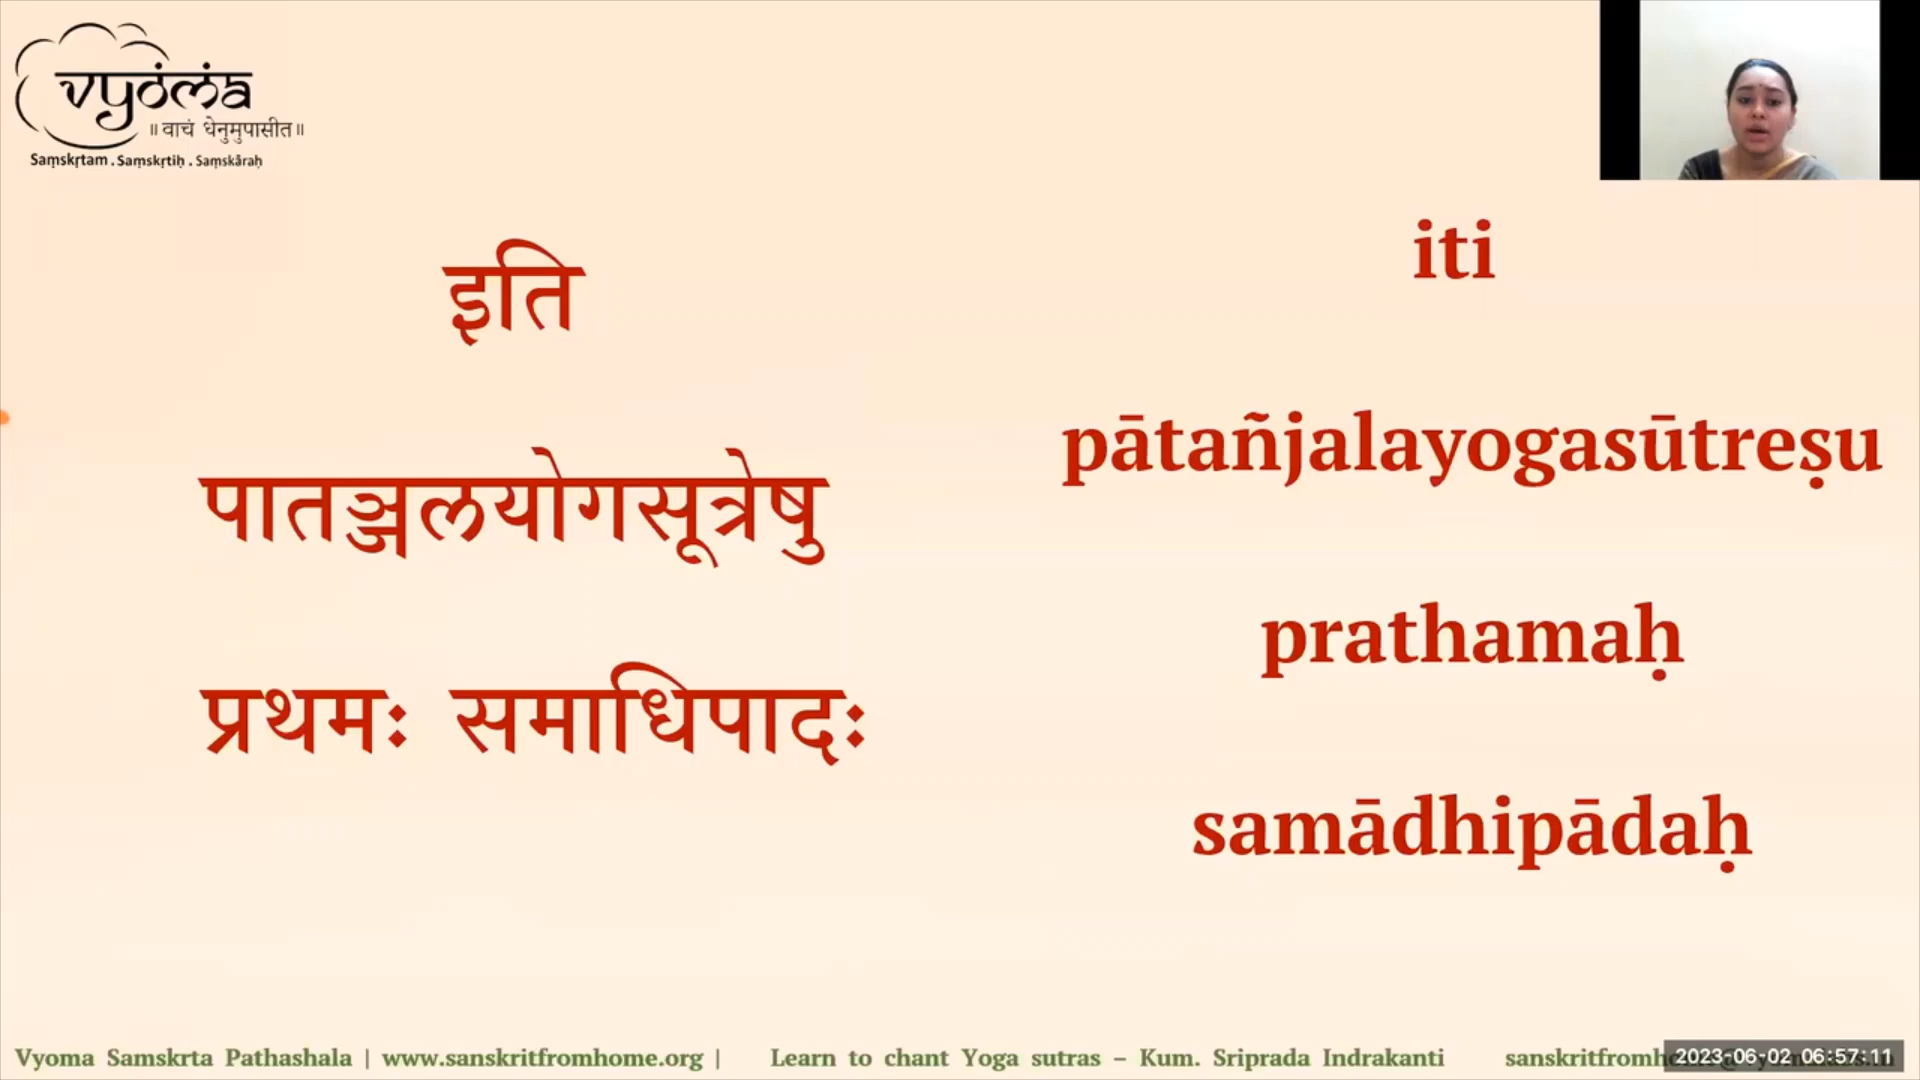 vyoma
॥ वाचं धेनुमुपासीत॥
Saṃskṛtam . Saṃskṛtiḥ . Saṃskāraḥ
इति
पातञ्जलयोगसूत्रेषु
प्रथमः समाधिपादः
iti
pātañjalayogasūtreṣu
prathamaḥ
samādhipādaḥ
Vyoma Samskrta Pathashala | www.sanskritfromhome.org | Learn to chant Yoga sutras – Kum. Sriprada Indrakanti
2023-06-02 06:57:11